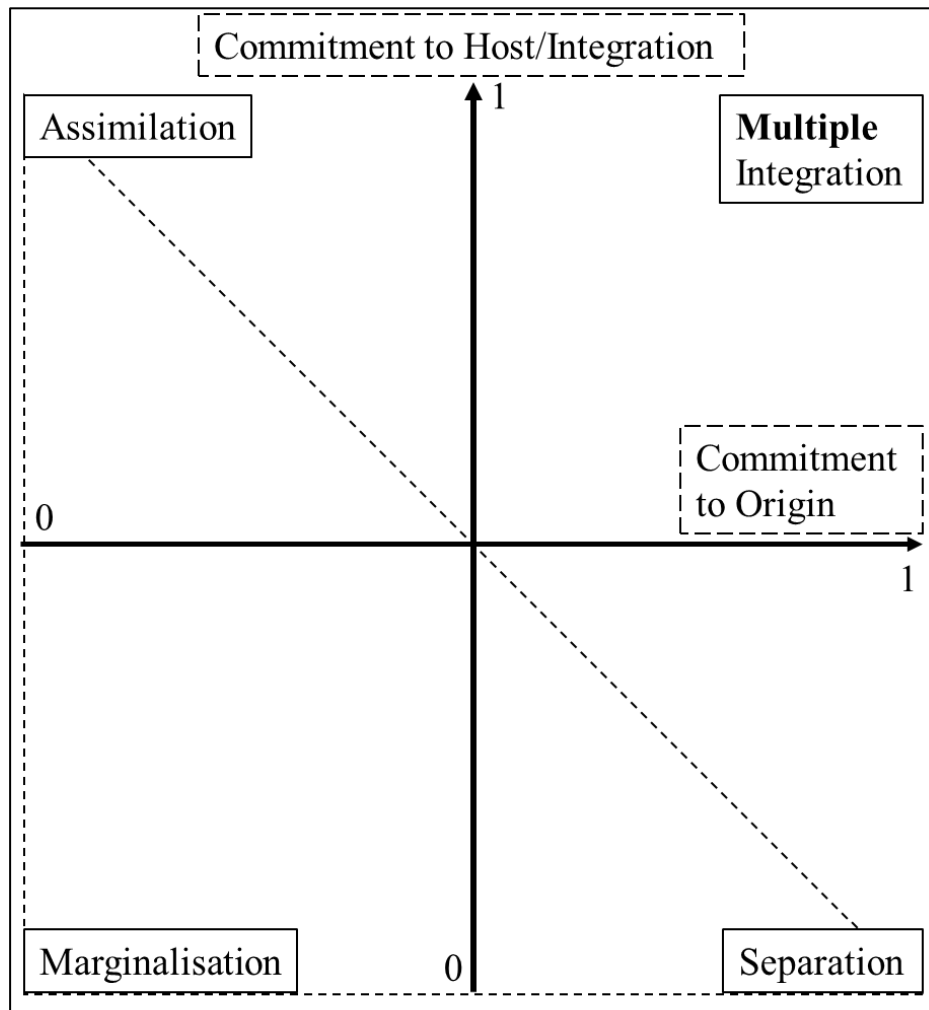 Commitment to Host/Integration
1
Assimilation
Multiple
Integration
Commitment
to Origin
0
1
Marginalisation
0
Separation